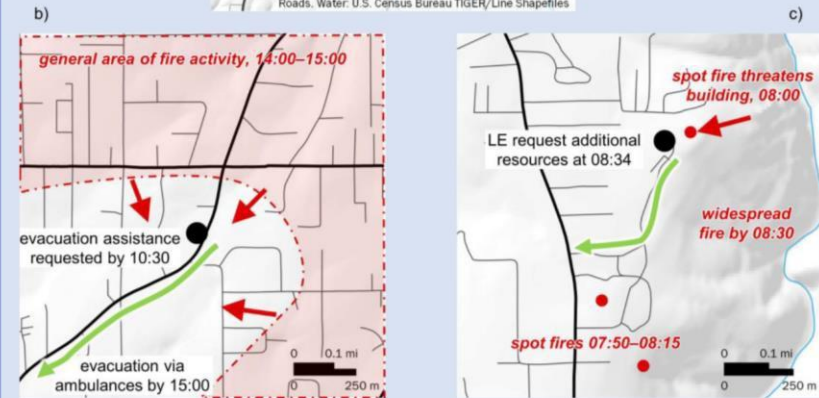 Roads, Water: U.S. Census Bureau TIGER/Line Shapefiles
b)
general area of fire activity, 14:00–15:00
evacuation assistance
requested by 10:30
evacuation via
ambulances by 15:00
0 0.1 mi
0 250 m
c)
spot fire threatens
building, 08:00
LE request additional
resources at 08:34
widespread
fire by 08:30
spot fires 07:50–08:15
0 0.1 mi
0 250 m